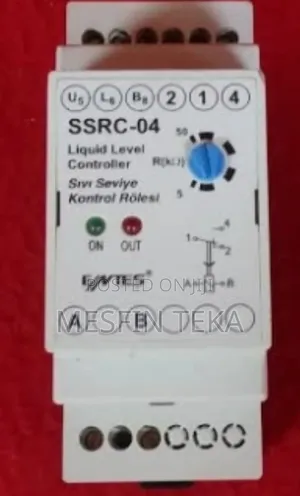 U5 L6 B8 2 1 4
SSRC-04
Liquid Level
Controller
Sıvı Seviye
Kontrol Rölesi
50
R(kΩ)
5
ON OUT
4
1
2
A B
ENTES®
POSTED ON JIJI
MESFIN TEKA
A B